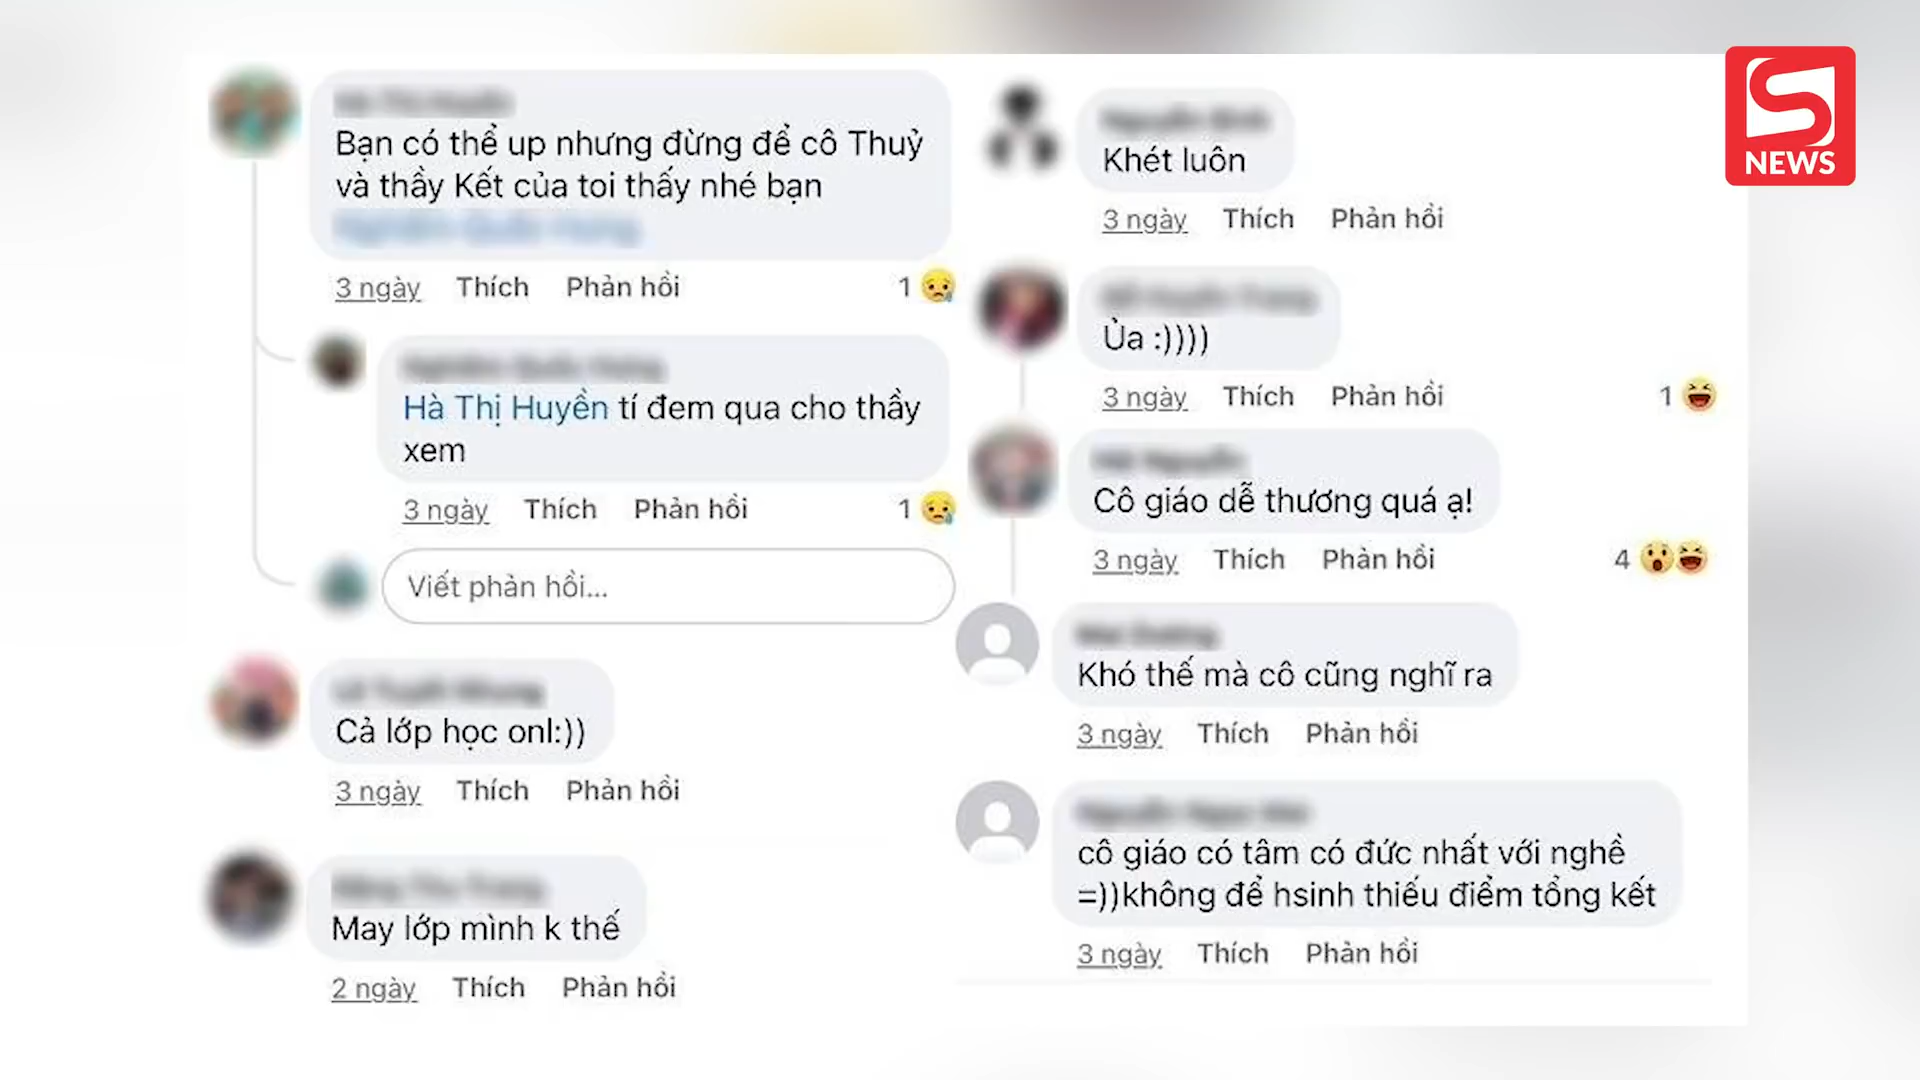 Bạn có thể up nhưng đừng để cô Thuỷ
và thầy Kết của toi thấy nhé bạn
3 ngày Thích Phản hồi 1
Hà Thị Huyền tí đem qua cho thầy
xem
3 ngày Thích Phản hồi 1
Viết phản hồi...
Cả lớp học onl:))
3 ngày Thích Phản hồi
May lớp mình k thế
2 ngày Thích Phản hồi
Khét luôn
3 ngày Thích Phản hồi
Ủa :))))
3 ngày Thích Phản hồi 1
Cô giáo dễ thương quá ạ!
3 ngày Thích Phản hồi 4
Khó thế mà cô cũng nghĩ ra
3 ngày Thích Phản hồi
cô giáo có tâm có đức nhất với nghề
=))không để hsinh thiếu điểm tổng kết
3 ngày Thích Phản hồi
S
NEWS